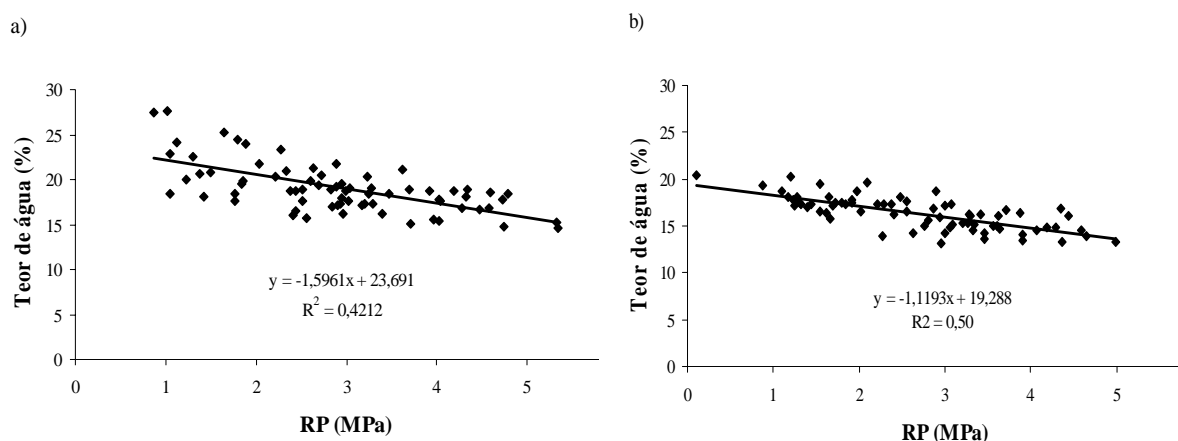 a)
30
25
20
15
10
5
0
Teor de água (%)
y = -1,5961x + 23,691
R2 = 0,4212
0 1 2 3 4 5
RP (MPa)
b)
30
25
20
15
10
5
0
Teor de água (%)
y = -1,1193x + 19,288
R2 = 0,50
0 1 2 3 4 5
RP (MPa)